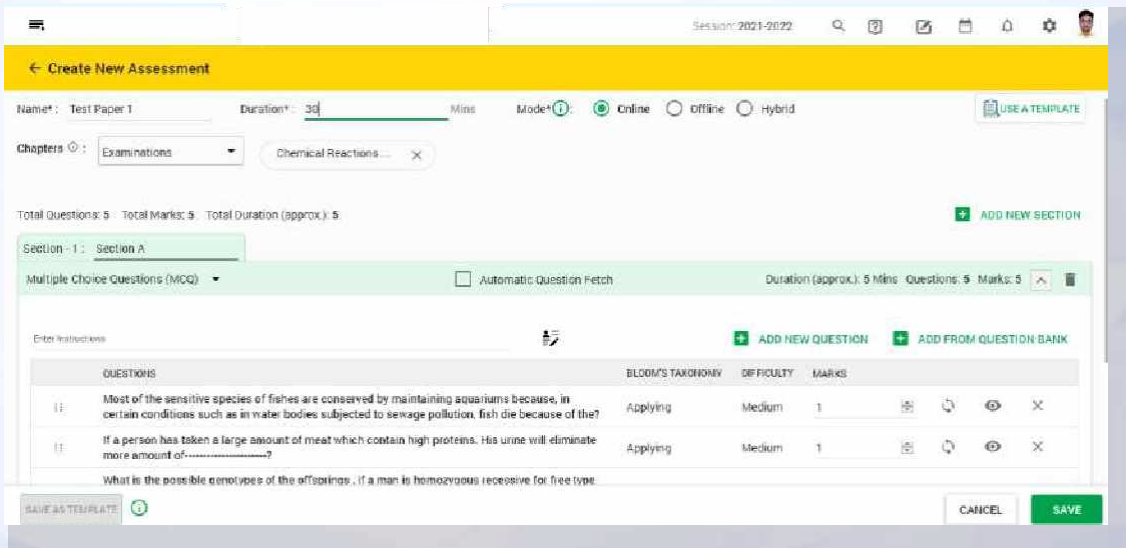 Session: 2021-2022
← Create New Assessment
Name* : Test Paper 1 Duration* : 30 Mins Mode* : Online Offline Hybrid USE A TEMPLATE
Chapters : Examinations Chemical Reactions ...
Total Questions: 5 Total Marks: 5 Total Duration (approx.): 5 ADD NEW SECTION
Section - 1 : Section A
Multiple Choice Questions (MCQ) Automatic Question Fetch Duration (approx.): 5 Mins Questions: 5 Marks: 5
Enter Instructions ADD NEW QUESTION ADD FROM QUESTION BANK
QUESTIONS BLOOM'S TAXONOMY DIFFICULTY MARKS
Most of the sensitive species of fishes are conserved by maintaining aquariums because, in
certain conditions such as in water bodies subjected to sewage pollution, fish die because of the? Applying Medium 1
If a person has taken a large amount of meat which contain high proteins. His urine will eliminate
more amount of---------------------? Applying Medium 1
What is the possible genotypes of the offsprings , if a man is homozygous recessive for free type
SAVE AS TEMPLATE CANCEL SAVE